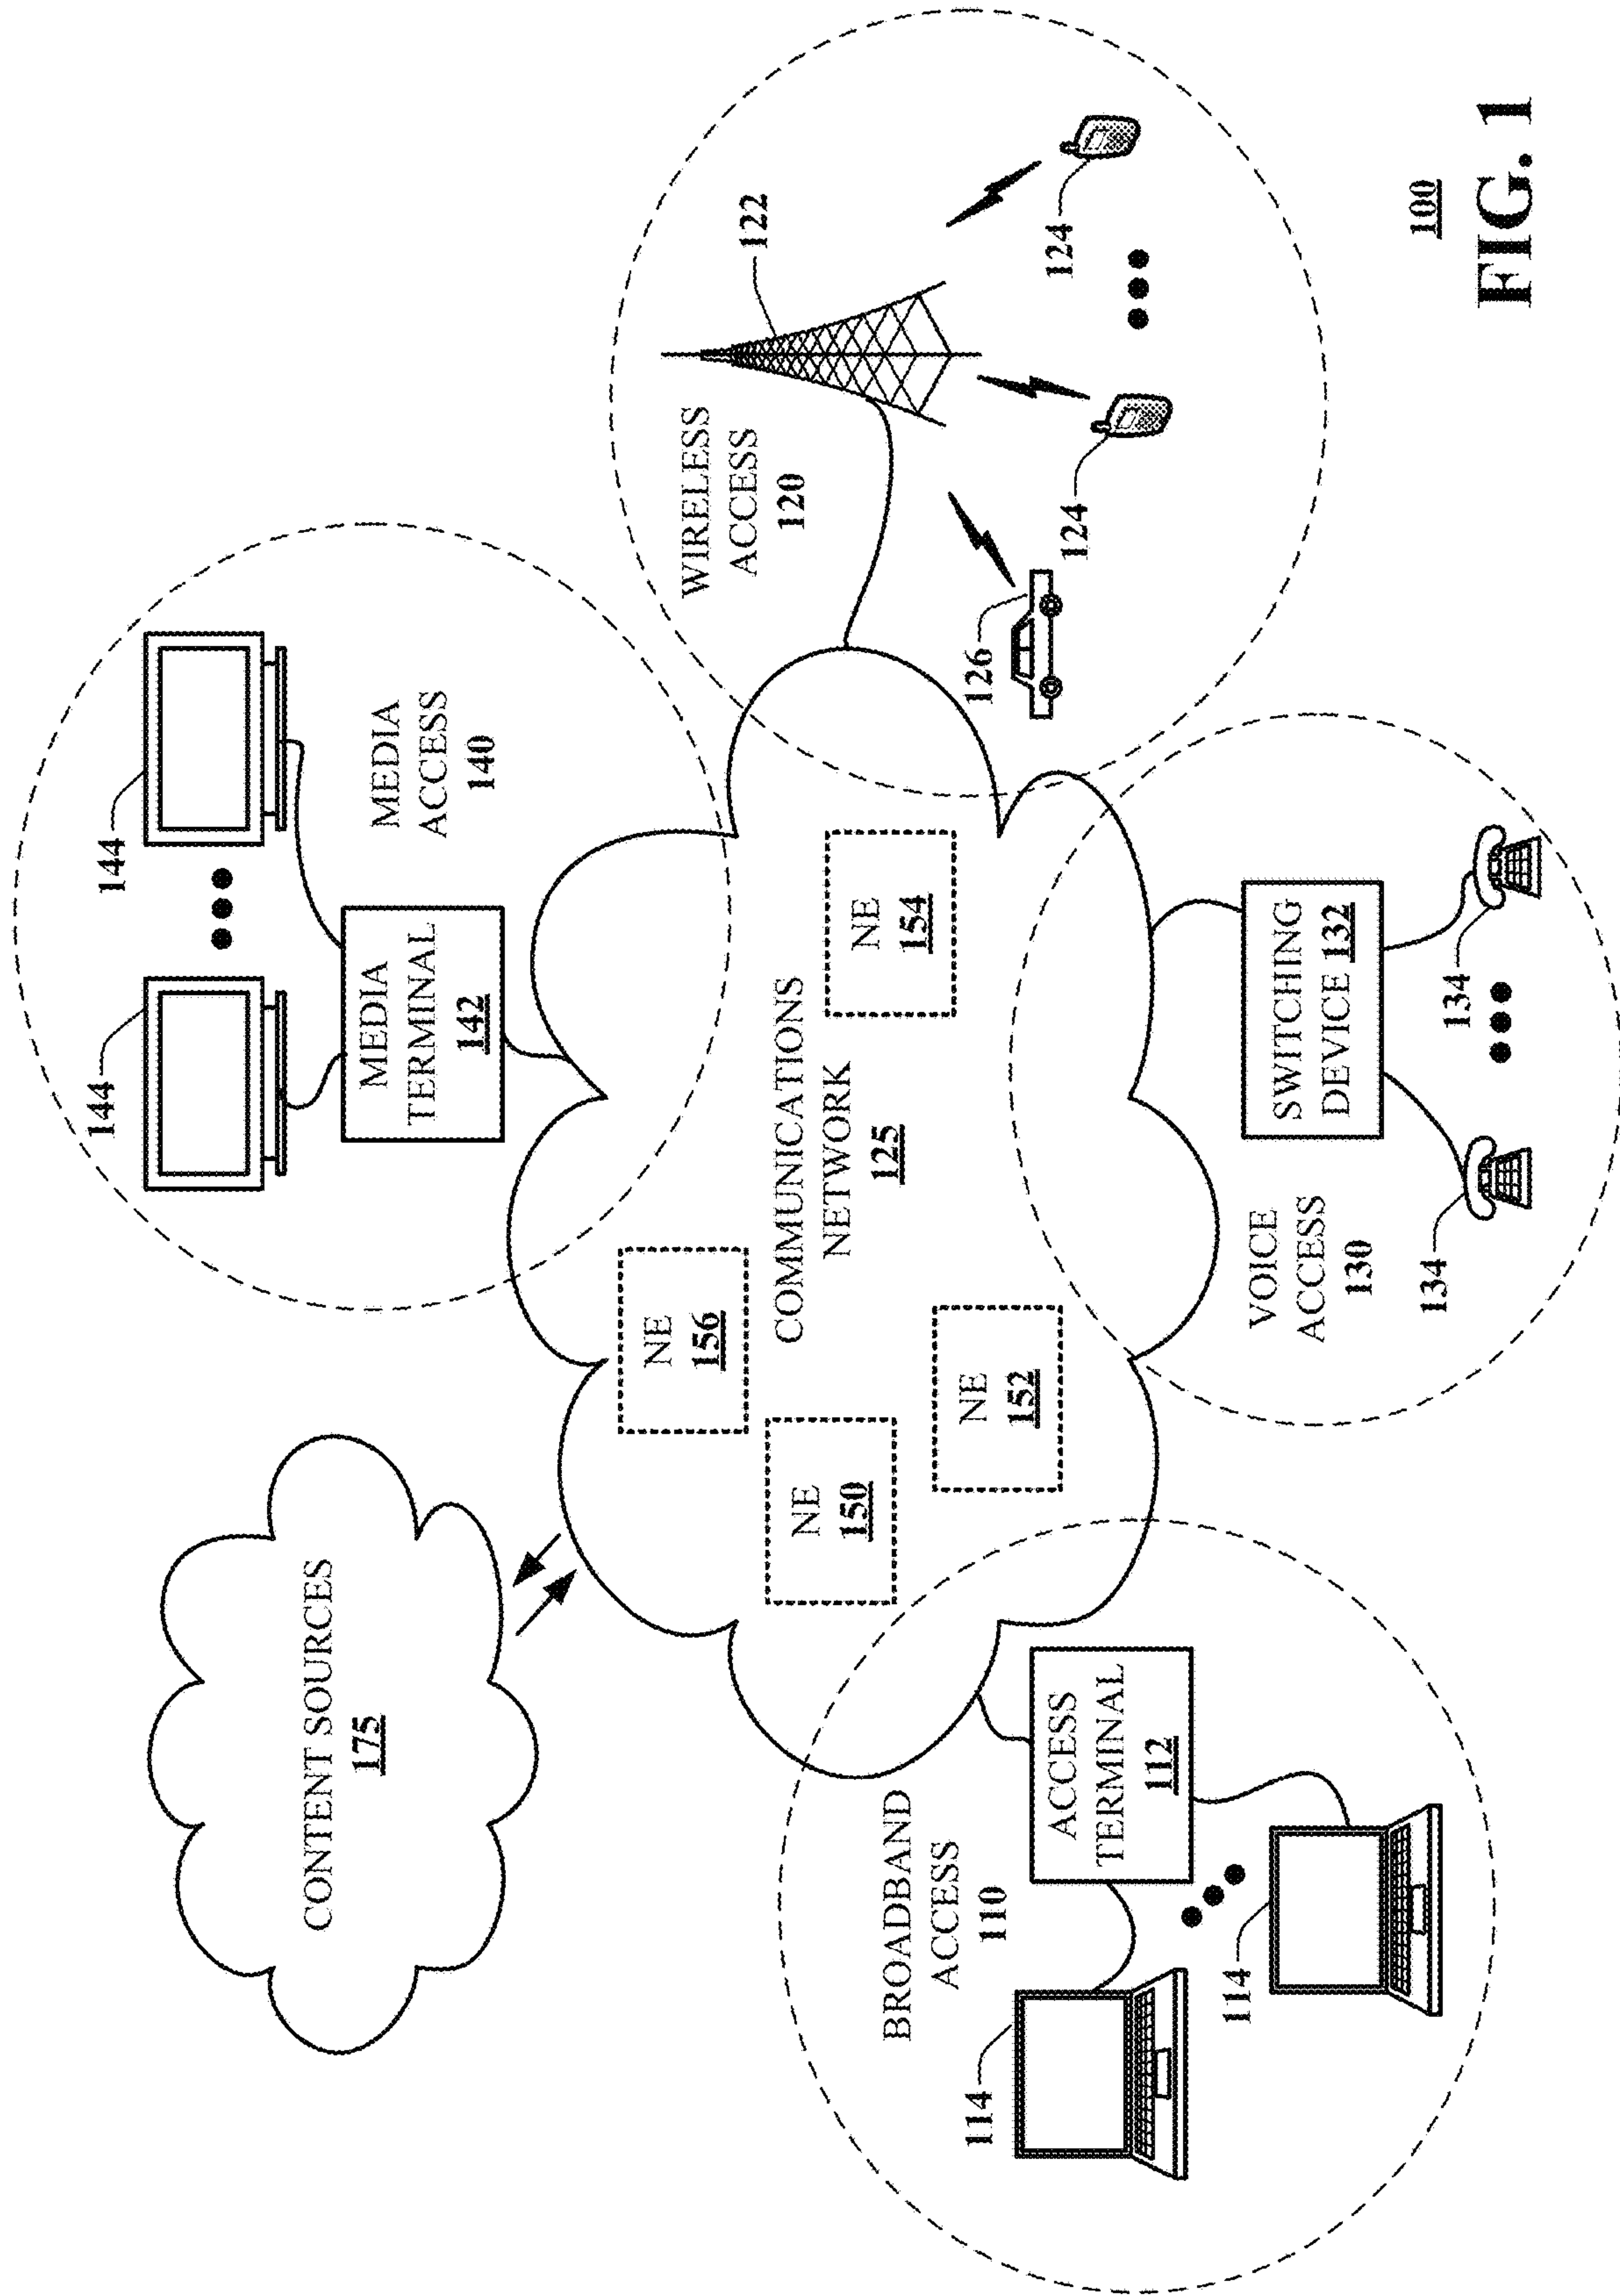 CONTENT SOURCES
175
144
144
MEDIA
TERMINAL
142
MEDIA
ACCESS
140
WIRELESS
ACCESS
120
122
124
124
126
NE
156
NE
150
NE
152
NE
154
COMMUNICATIONS
NETWORK
125
BROADBAND
ACCESS
110
ACCESS
TERMINAL
112
114
114
VOICE
ACCESS
130
SWITCHING
DEVICE 132
134
134
100
FIG. 1